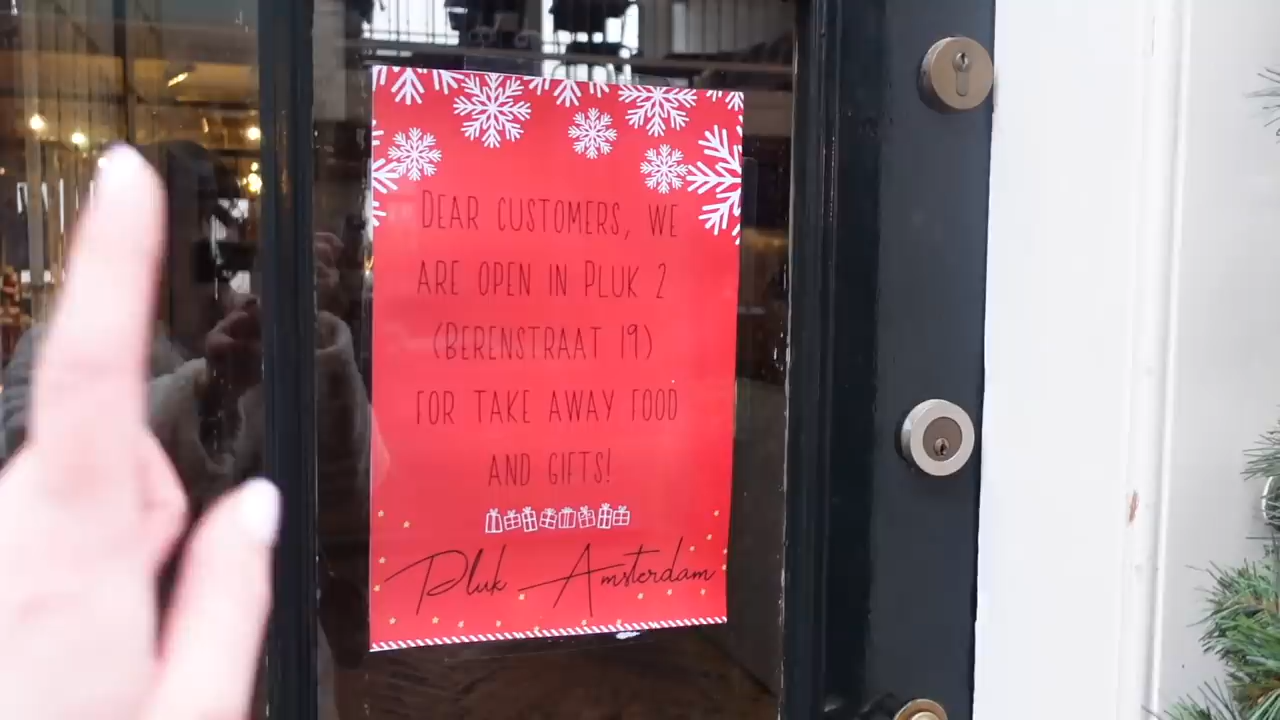 DEAR CUSTOMERS, WE
ARE OPEN IN PLUK 2
(BERENSTRAAT 19)
FOR TAKE AWAY FOOD
AND GIFTS!
Pluk Amsterdam